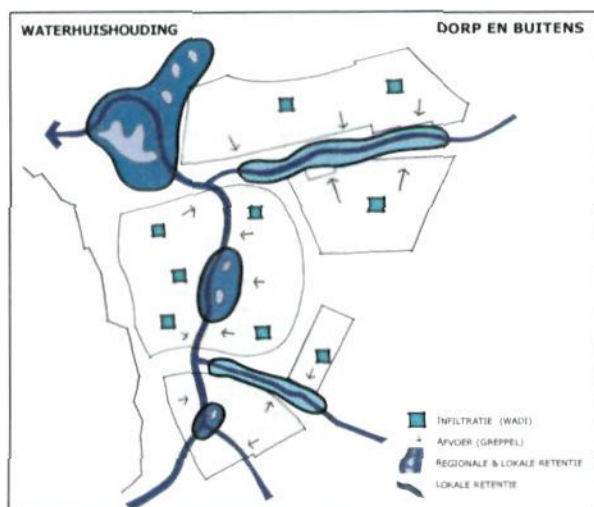 WATERHUISHOUDING
DORP EN BUITENS
INFILTRATIE (WADI)
AFVOER (GREPPEL)
REGIONALE & LOKALE RETENTIE
LOKALE RETENTIE